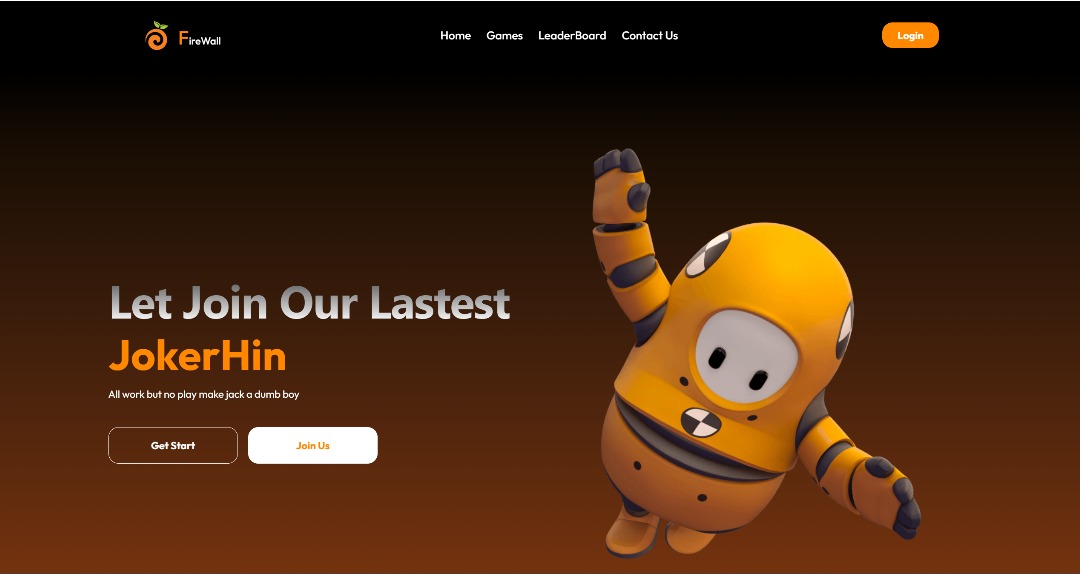 FireWall
Home Games LeaderBoard Contact Us
Login
Let Join Our Lastest
JokerHin
All work but no play make jack a dumb boy
Get Start
Join Us